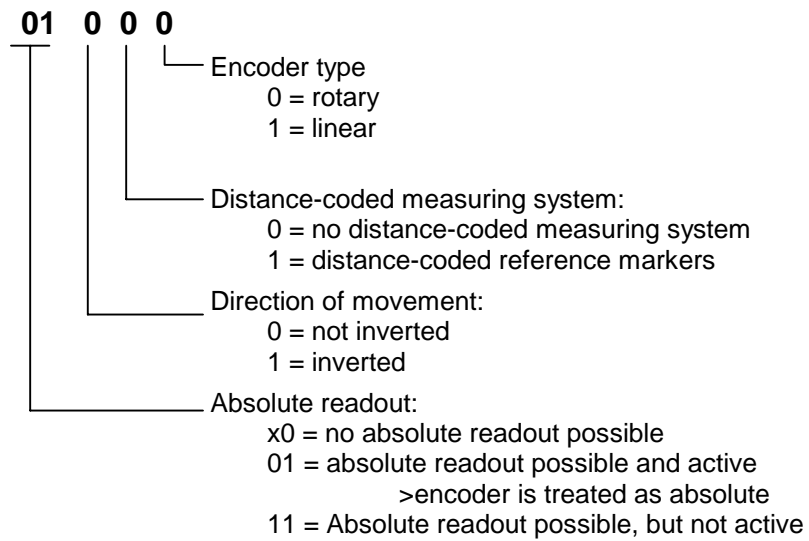 01 0 0 0
Encoder type
0 = rotary
1 = linear
Distance-coded measuring system:
0 = no distance-coded measuring system
1 = distance-coded reference markers
Direction of movement:
0 = not inverted
1 = inverted
Absolute readout:
x0 = no absolute readout possible
01 = absolute readout possible and active
>encoder is treated as absolute
11 = Absolute readout possible, but not active